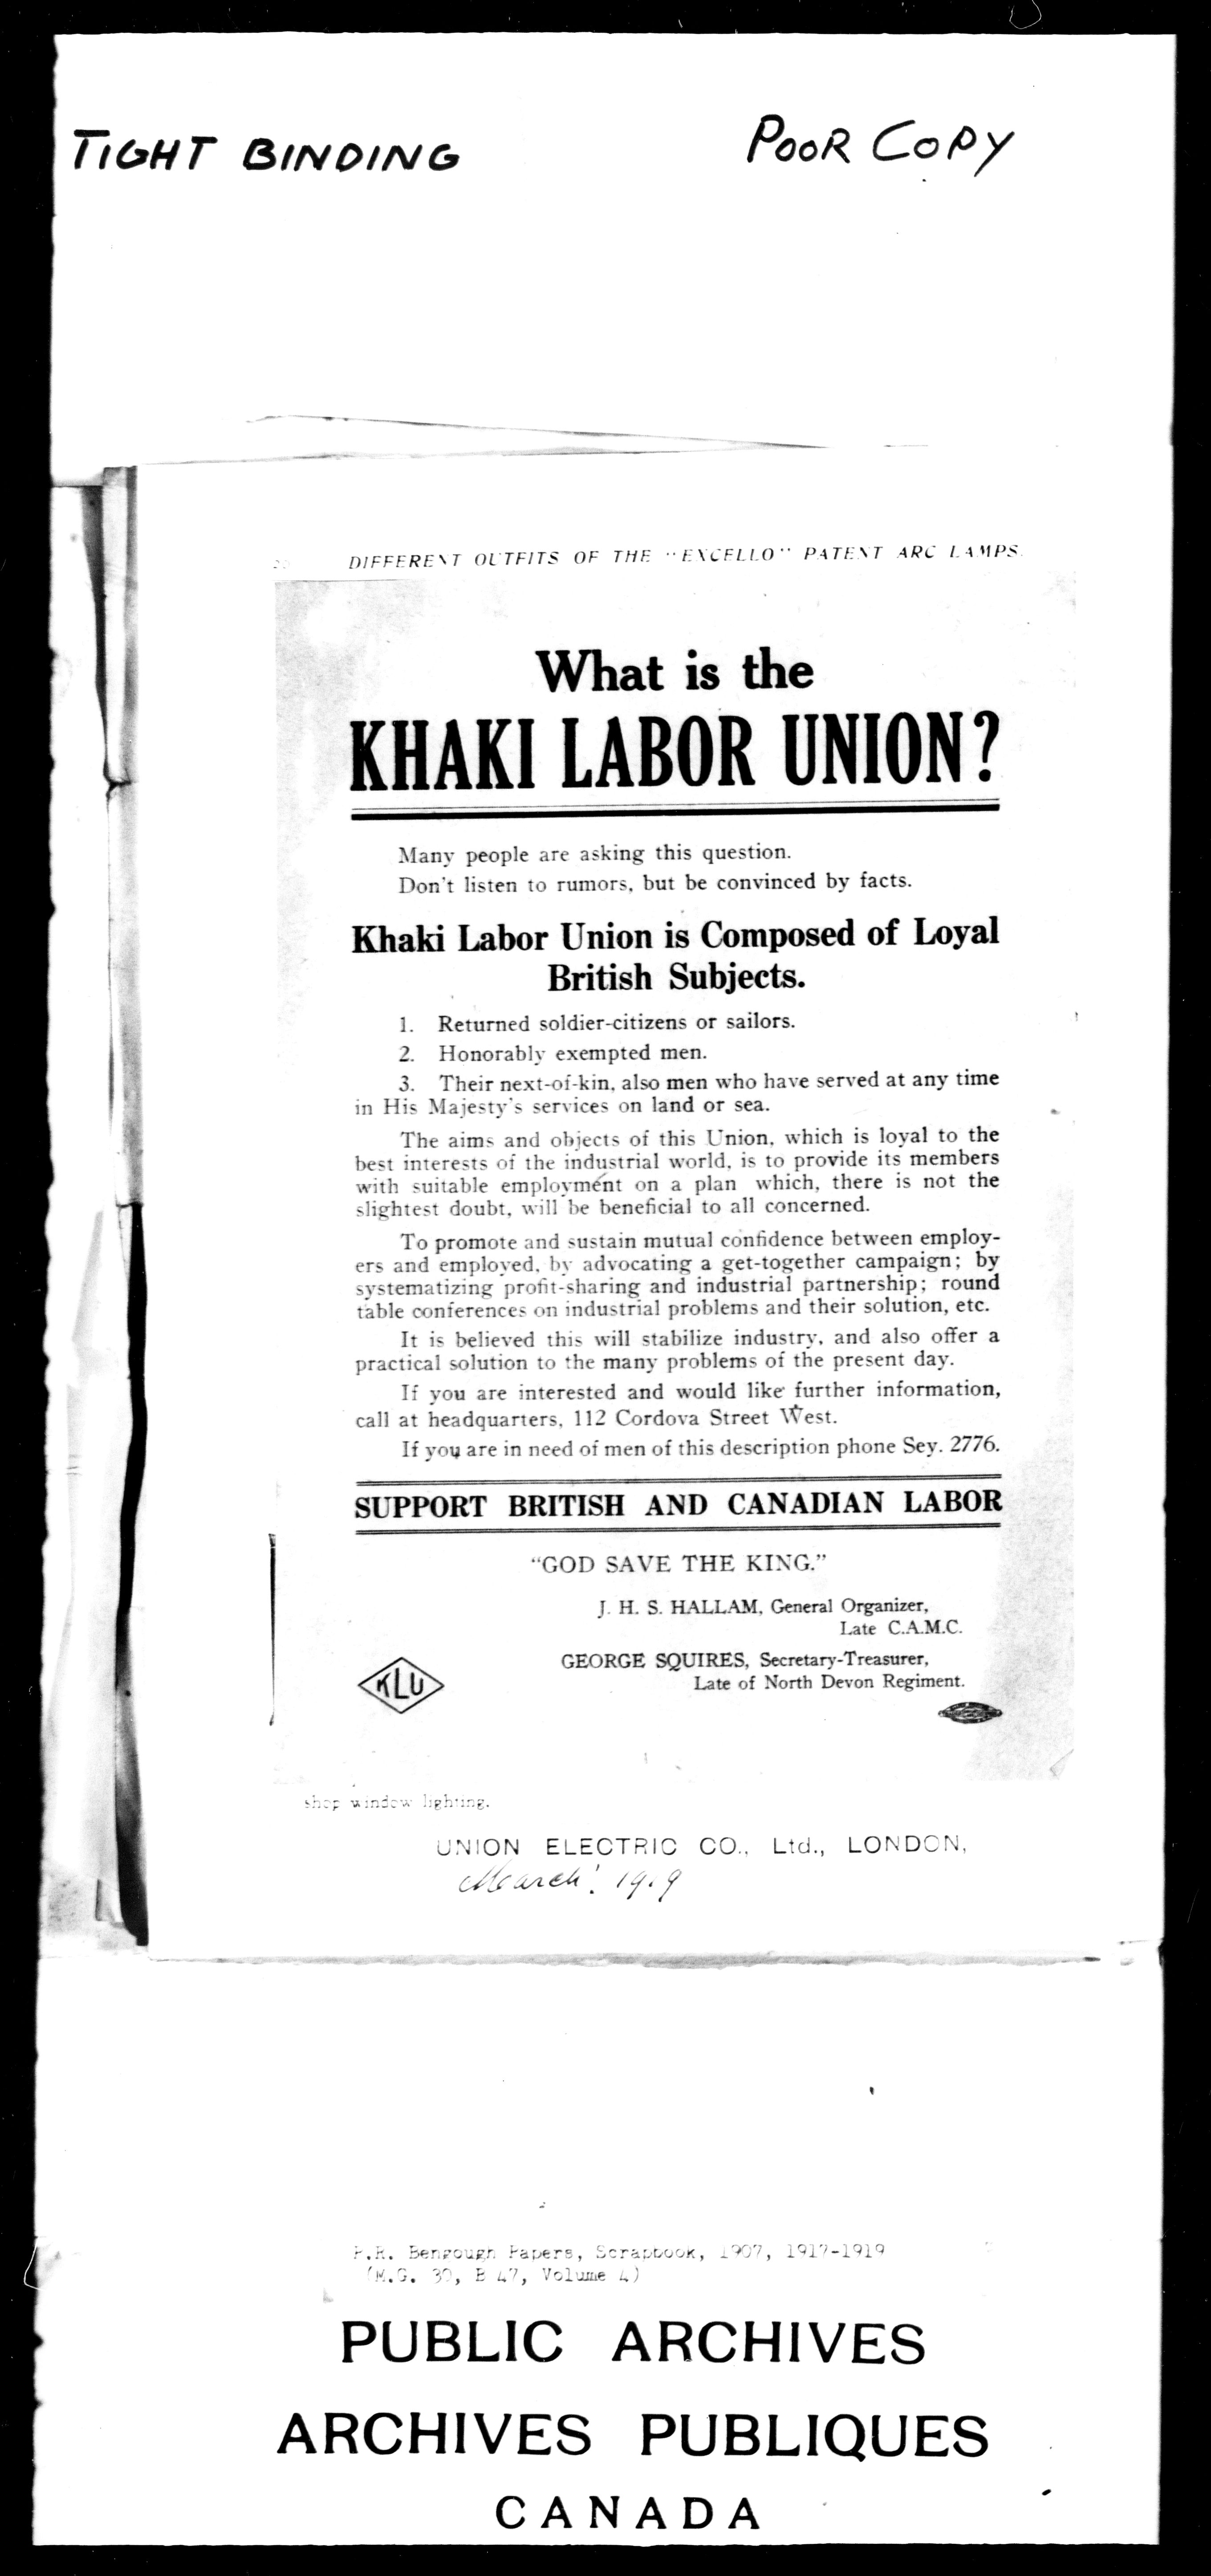 TIGHT BINDING
POOR COPY
DIFFERENT OUTFITS OF THE "EXCELLO" PATENT ARC LAMPS.
What is the
KHAKI LABOR UNION?
Many people are asking this question.
Don't listen to rumors, but be convinced by facts.
Khaki Labor Union is Composed of Loyal
British Subjects.
1. Returned soldier-citizens or sailors.
2. Honorably exempted men.
3. Their next-of-kin, also men who have served at any time
in His Majesty's services on land or sea.
The aims and objects of this Union, which is loyal to the
best interests of the industrial world, is to provide its members
with suitable employment on a plan which, there is not the
slightest doubt, will be beneficial to all concerned.
To promote and sustain mutual confidence between employ-
ers and employed, by advocating a get-together campaign; by
systematizing profit-sharing and industrial partnership; round
table conferences on industrial problems and their solution, etc.
It is believed this will stabilize industry, and also offer a
practical solution to the many problems of the present day.
If you are interested and would like further information,
call at headquarters, 112 Cordova Street West.
If you are in need of men of this description phone Sey. 2776.
SUPPORT BRITISH AND CANADIAN LABOR
"GOD SAVE THE KING."
J. H. S. HALLAM, General Organizer,
Late C.A.M.C.
GEORGE SQUIRES, Secretary-Treasurer,
Late of North Devon Regiment.
KLU
shop window lighting.
UNION ELECTRIC CO., Ltd., LONDON,
March 1919
P.R. Bengough Papers, Scrapbook, 1907, 1917-1919
(M.G. 30, B 47, Volume 4)
PUBLIC ARCHIVES
ARCHIVES PUBLIQUES
CANADA